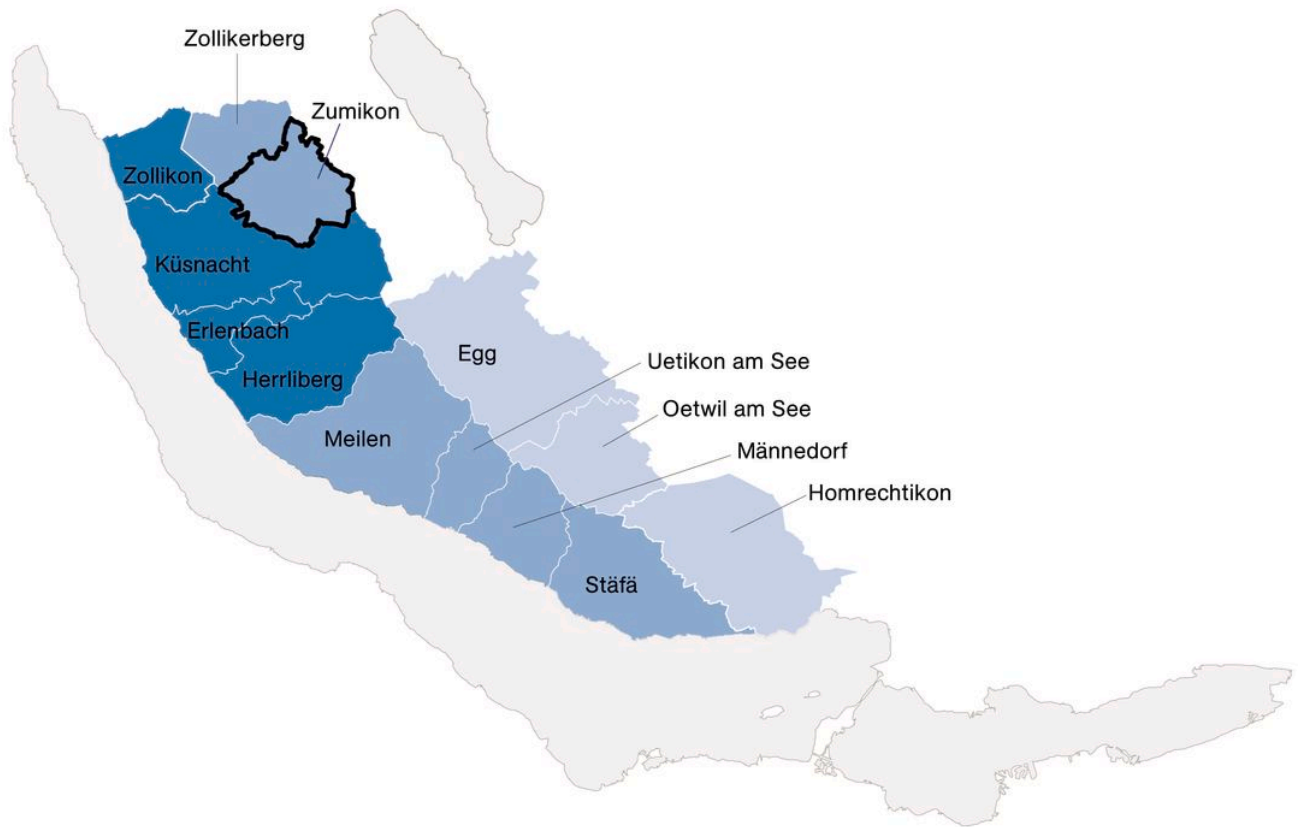 Zollikerberg
Zumikon
Zollikon
Küsnacht
Erlenbach
Egg
Uetikon am See
Herrliberg
Oetwil am See
Meilen
Männedorf
Homrechtikon
Stäfä